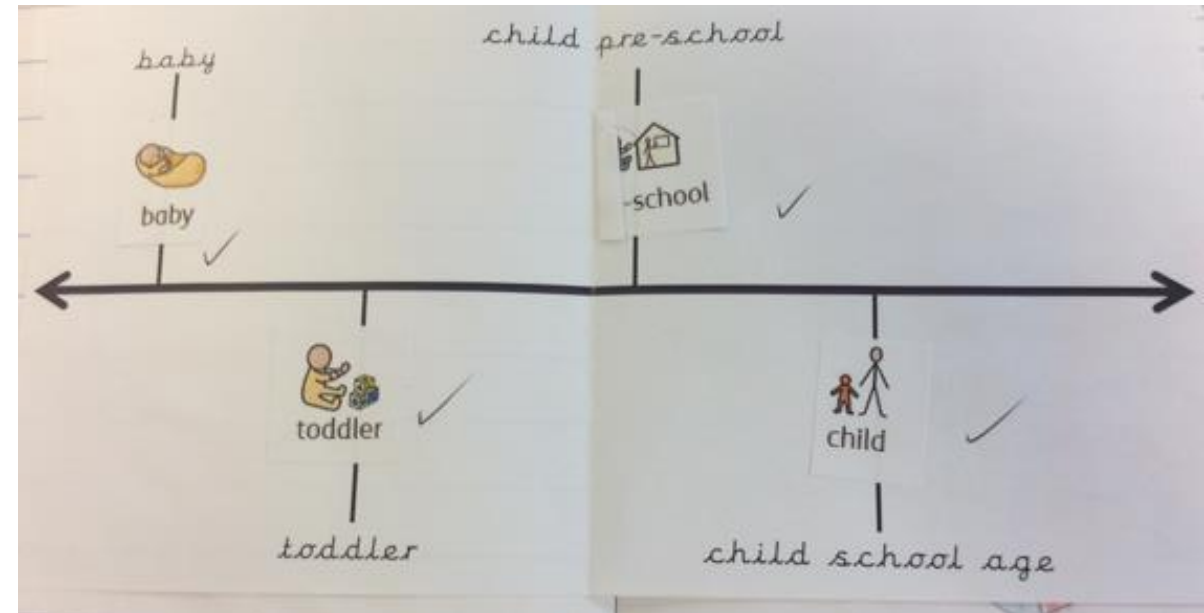 baby
child pre-school
baby
-school
toddler
child
toddler
child school age